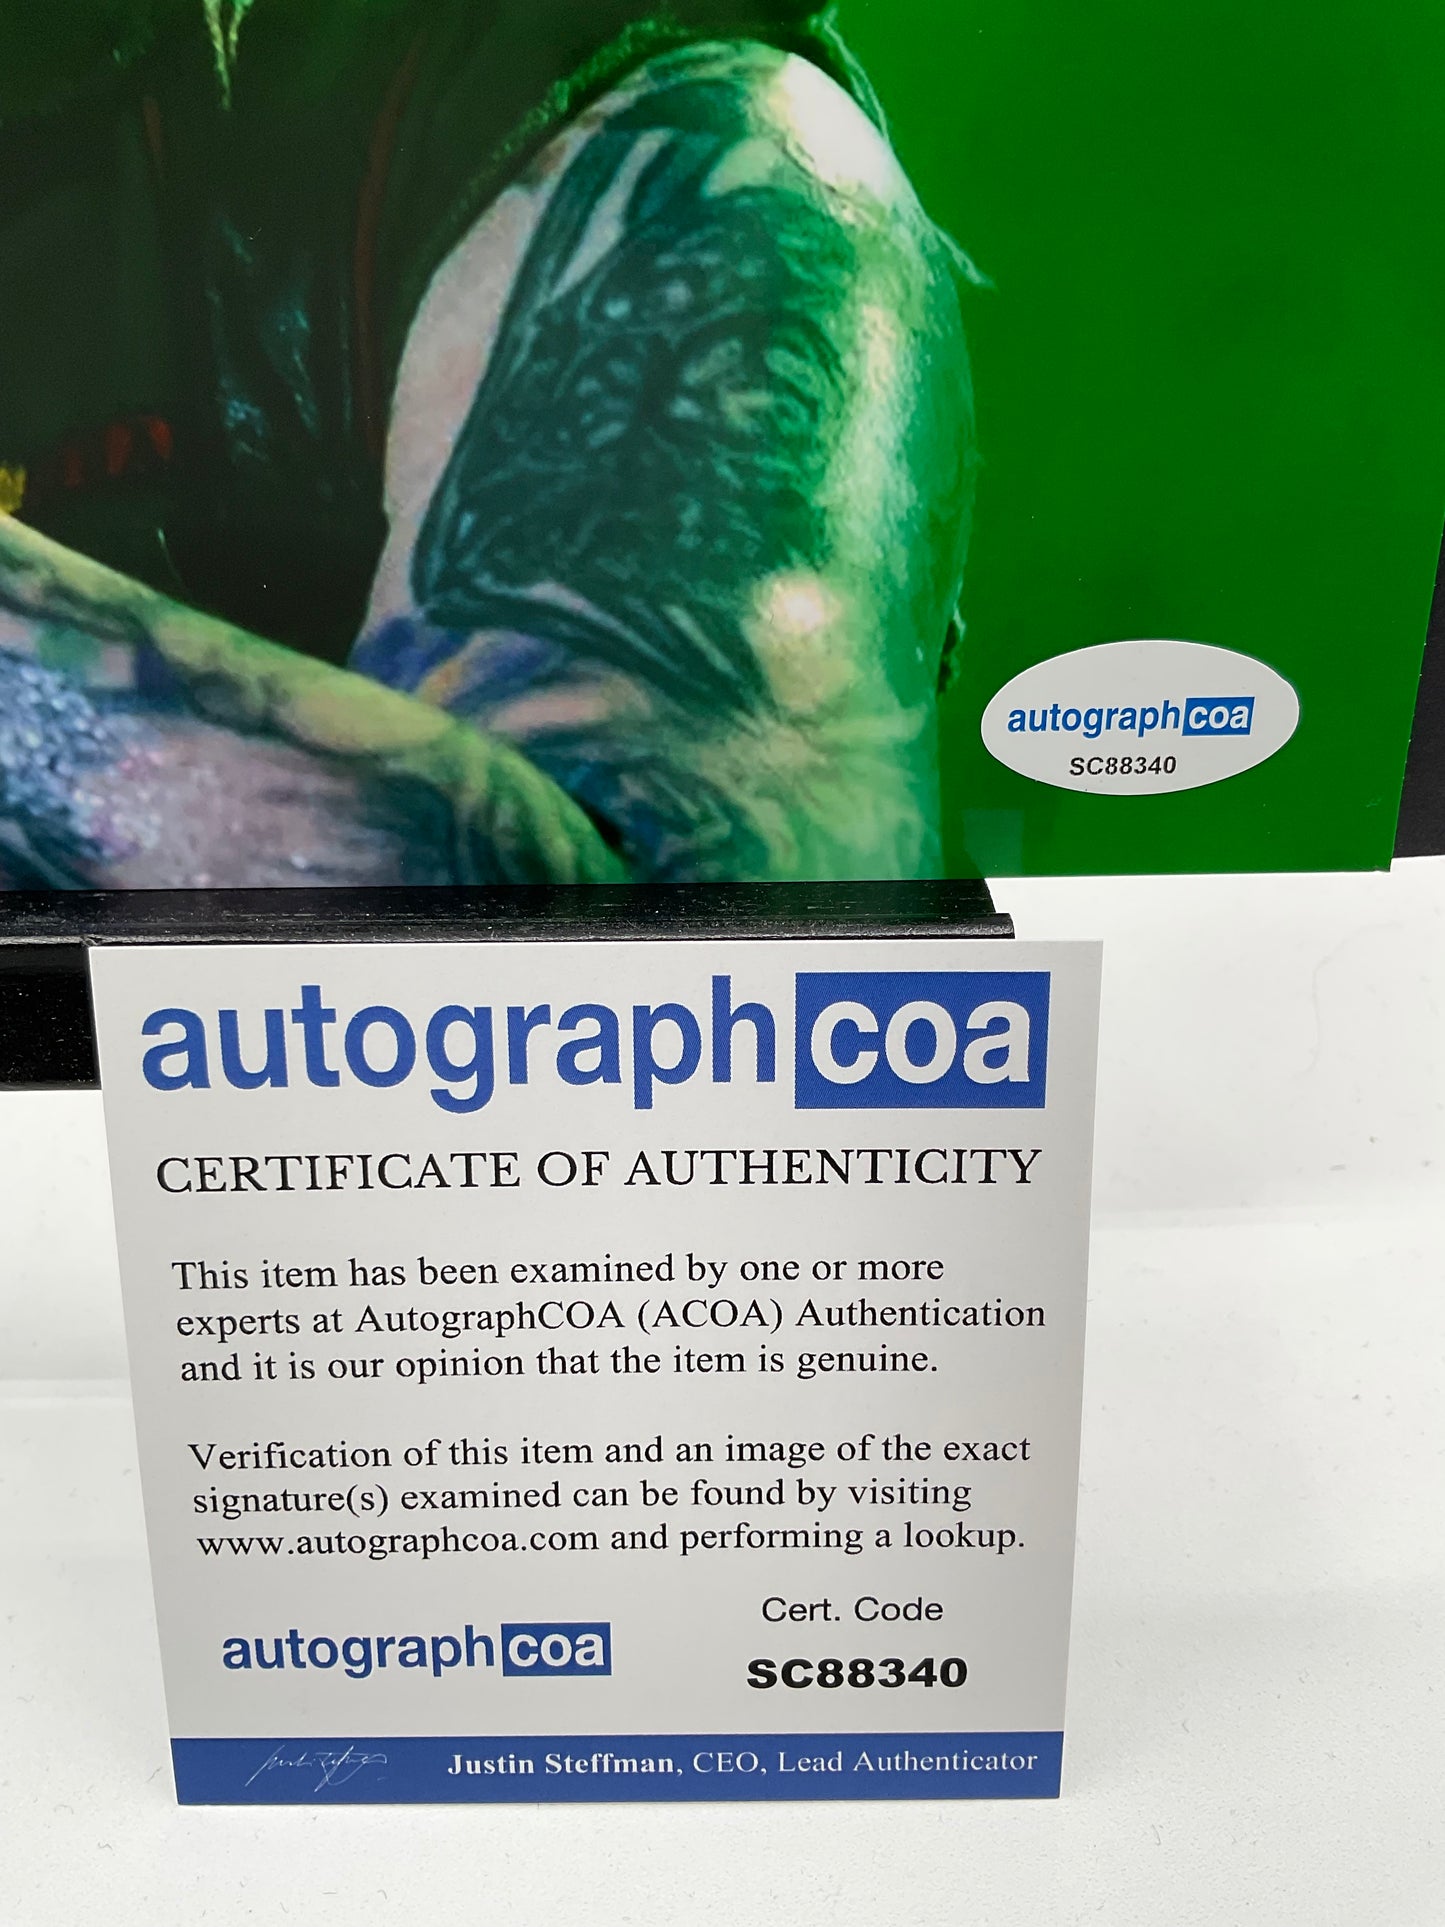 autographcoa
SC88340
autographcoa
CERTIFICATE OF AUTHENTICITY
This item has been examined by one or more
experts at AutographCOA (ACOA) Authentication
and it is our opinion that the item is genuine.
Verification of this item and an image of the exact
signature(s) examined can be found by visiting
www.autographcoa.com and performing a lookup.
Cert. Code
autographcoa
SC88340
Justin Steffman, CEO, Lead Authenticator